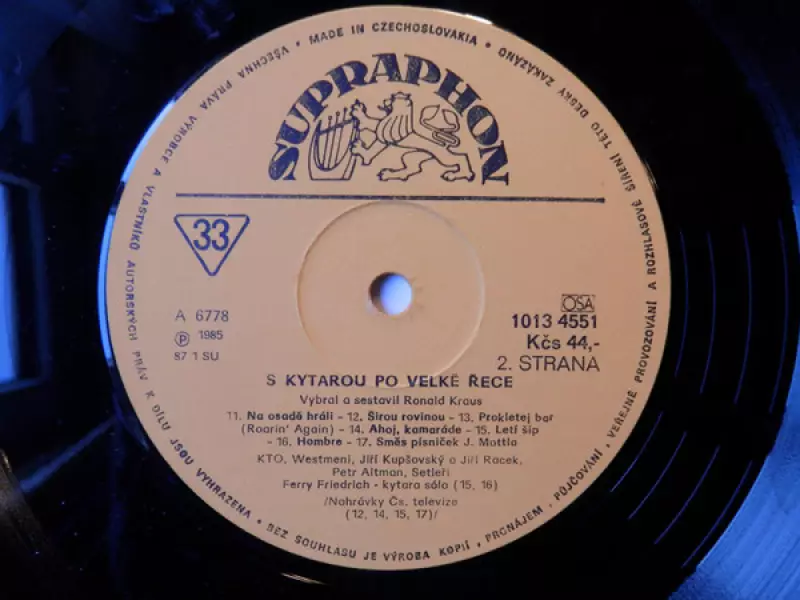 MADE IN CZECHOSLOVAKIA • VŠECHNA PRÁVA VÝROBCE A VLASTNÍKŮ AUTORSKÝCH PRÁV K DÍLU JSOU VYHRAZENA • BEZ SOUHLASU JE VÝROBA KOPIÍ, PRONÁJEM, PŮJČOVÁNÍ, VEŘEJNÉ PROVOZOVÁNÍ A ROZHLASOVÉ ŠÍŘENÍ TÉTO DESKY ZAKÁZÁNO •
SUPRAPHON
33
A 6778
Ⓟ 1985
87 1 SU
OSA
1013 4551
Kčs 44,-
2. STRANA
S KYTAROU PO VELKÉ ŘECE
Vybral a sestavil Ronald Kraus
11. Na osadě hráli - 12. Širou rovinou - 13. Prokletej bar
(Roarin' Again) - 14. Ahoj, kamaráde - 15. Letí šíp
- 16. Hombre - 17. Směs písniček J. Mottla
KTO, Westmeni, Jiří Kupšovský a Jiří Racek,
Petr Altman, Setleři
Ferry Friedrich - kytara sólo (15, 16)
/Nahrávky Čs. televize
(12, 14, 15, 17)/